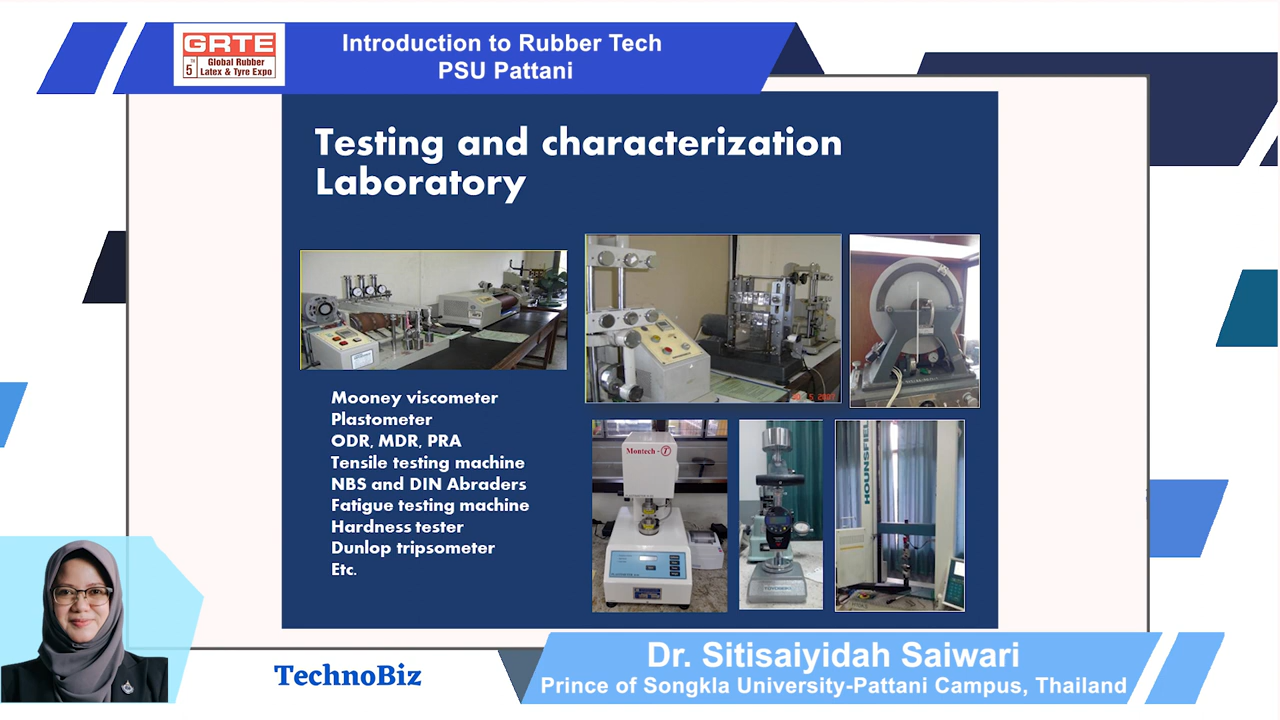 GRTE
to
5
Global Rubber
Latex & Tyre Expo
Introduction to Rubber Tech
PSU Pattani
Testing and characterization
Laboratory
Mooney viscometer
Plastometer
ODR, MDR, PRA
Tensile testing machine
NBS and DIN Abraders
Fatigue testing machine
Hardness tester
Dunlop tripsometer
Etc.
Montech - T
HOUNSFIEL
TechnoBiz
Dr. Sitisaiyidah Saiwari
Prince of Songkla University-Pattani Campus, Thailand